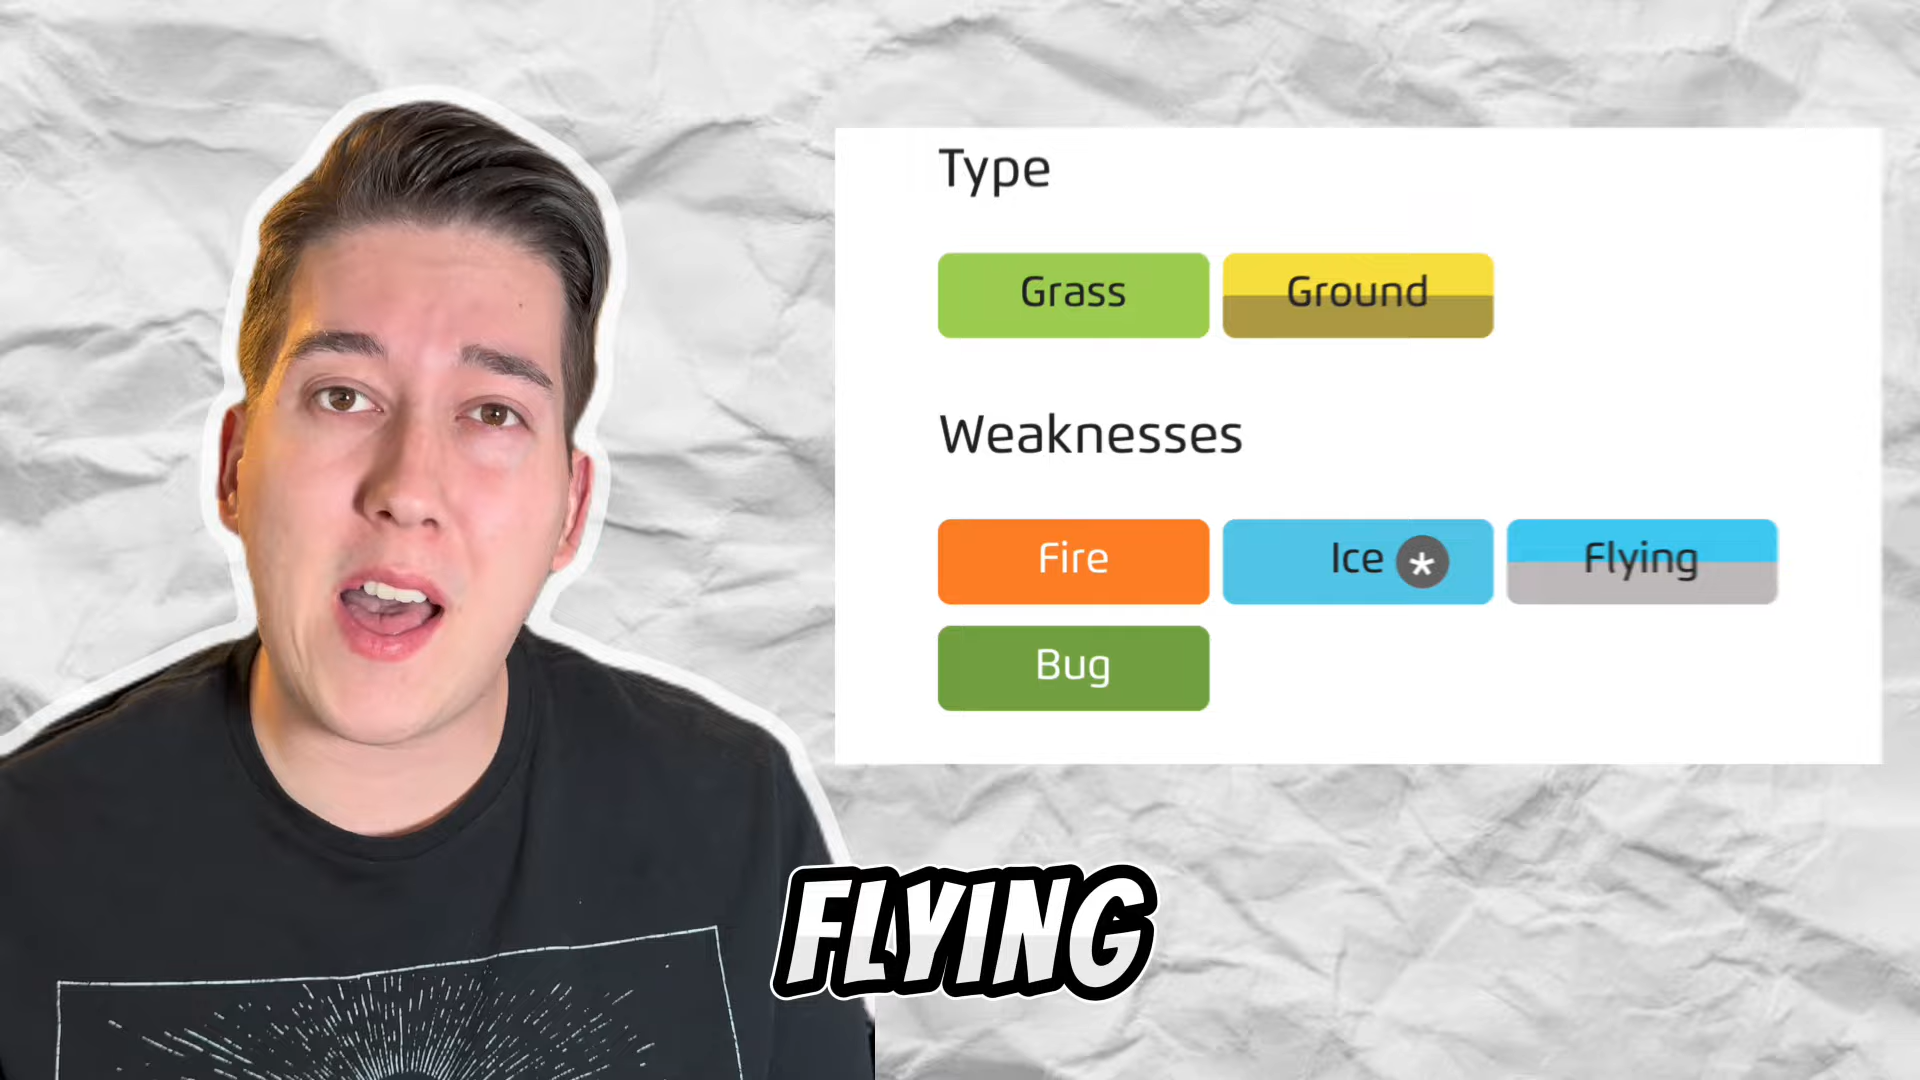 Type
Grass Ground
Weaknesses
Fire Ice * Flying
Bug
FLYING